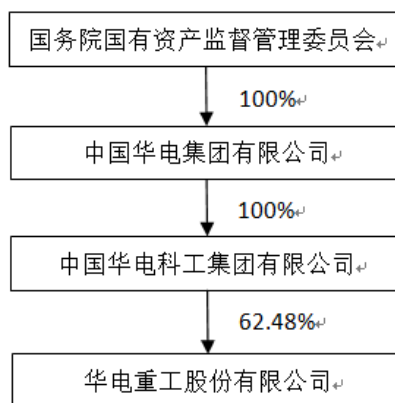 国务院国有资产监督管理委员会
100%
中国华电集团有限公司
100%
中国华电科工集团有限公司
62.48%
华电重工股份有限公司